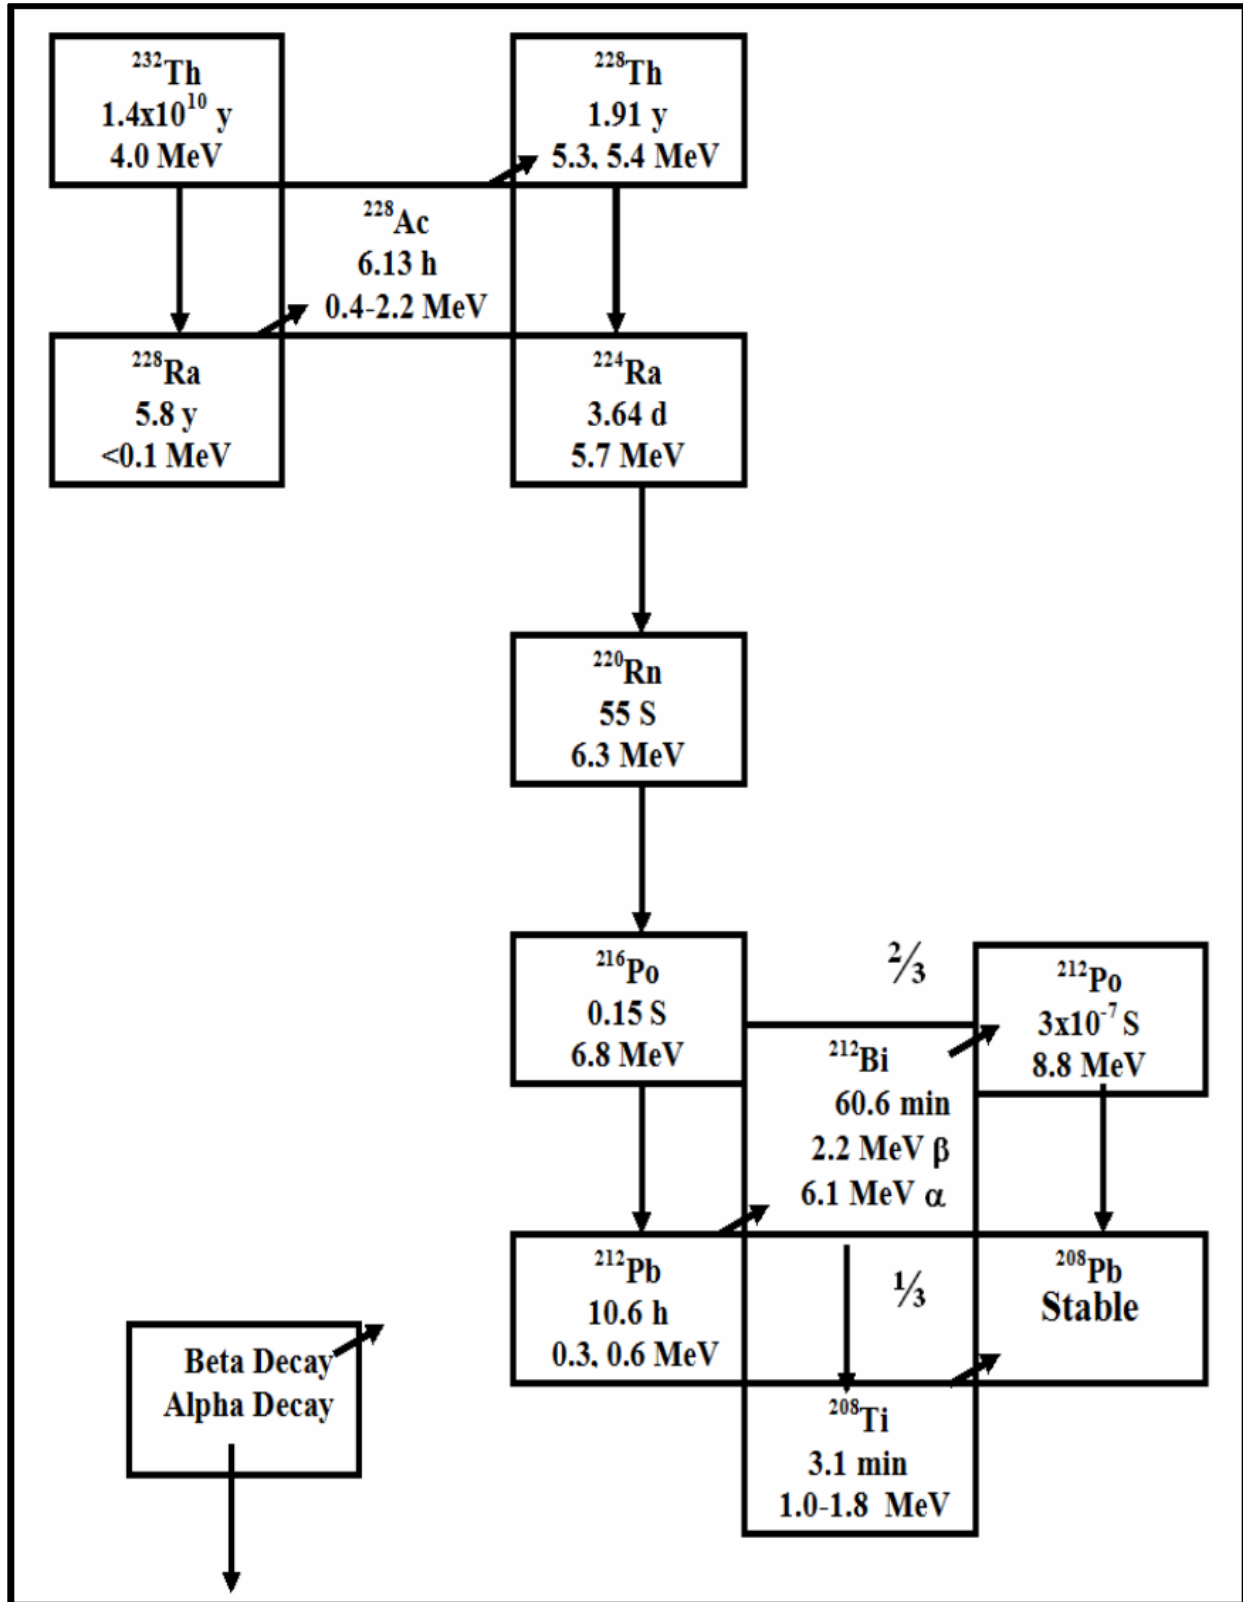 ²³²Th
1.4x10¹⁰ y
4.0 MeV
²²⁸Th
1.91 y
5.3, 5.4 MeV
²²⁸Ac
6.13 h
0.4-2.2 MeV
²²⁸Ra
5.8 y
<0.1 MeV
²²⁴Ra
3.64 d
5.7 MeV
²²⁰Rn
55 S
6.3 MeV
²¹⁶Po
0.15 S
6.8 MeV
⅔
²¹²Po
3x10⁻⁷ S
8.8 MeV
²¹²Bi
60.6 min
2.2 MeV β
6.1 MeV α
²¹²Pb
10.6 h
0.3, 0.6 MeV
⅓
²⁰⁸Pb
Stable
Beta Decay
Alpha Decay
²⁰⁸Ti
3.1 min
1.0-1.8 MeV